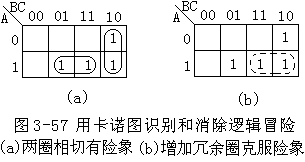 BC BC
A 00 01 11 10 A 00 01 11 10
0 1 0 1
1 1 1 1 1 1 1 1
(a) (b)
图3-57 用卡诺图识别和消除逻辑冒险
(a)两圈相切有险象(b)增加冗余圈克服险象